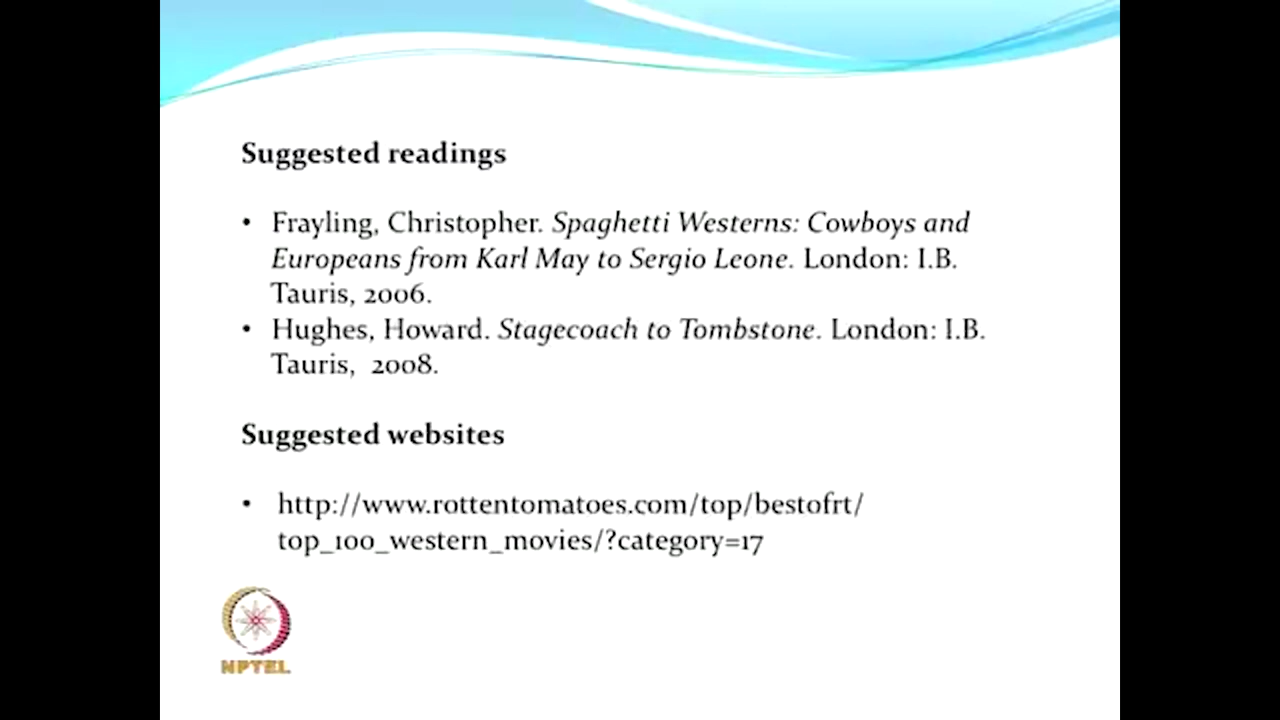 Suggested readings
• Frayling, Christopher. Spaghetti Westerns: Cowboys and
Europeans from Karl May to Sergio Leone. London: I.B.
Tauris, 2006.
• Hughes, Howard. Stagecoach to Tombstone. London: I.B.
Tauris,  2008.
Suggested websites
• http://www.rottentomatoes.com/top/bestofrt/
top_100_western_movies/?category=17
NPTEL